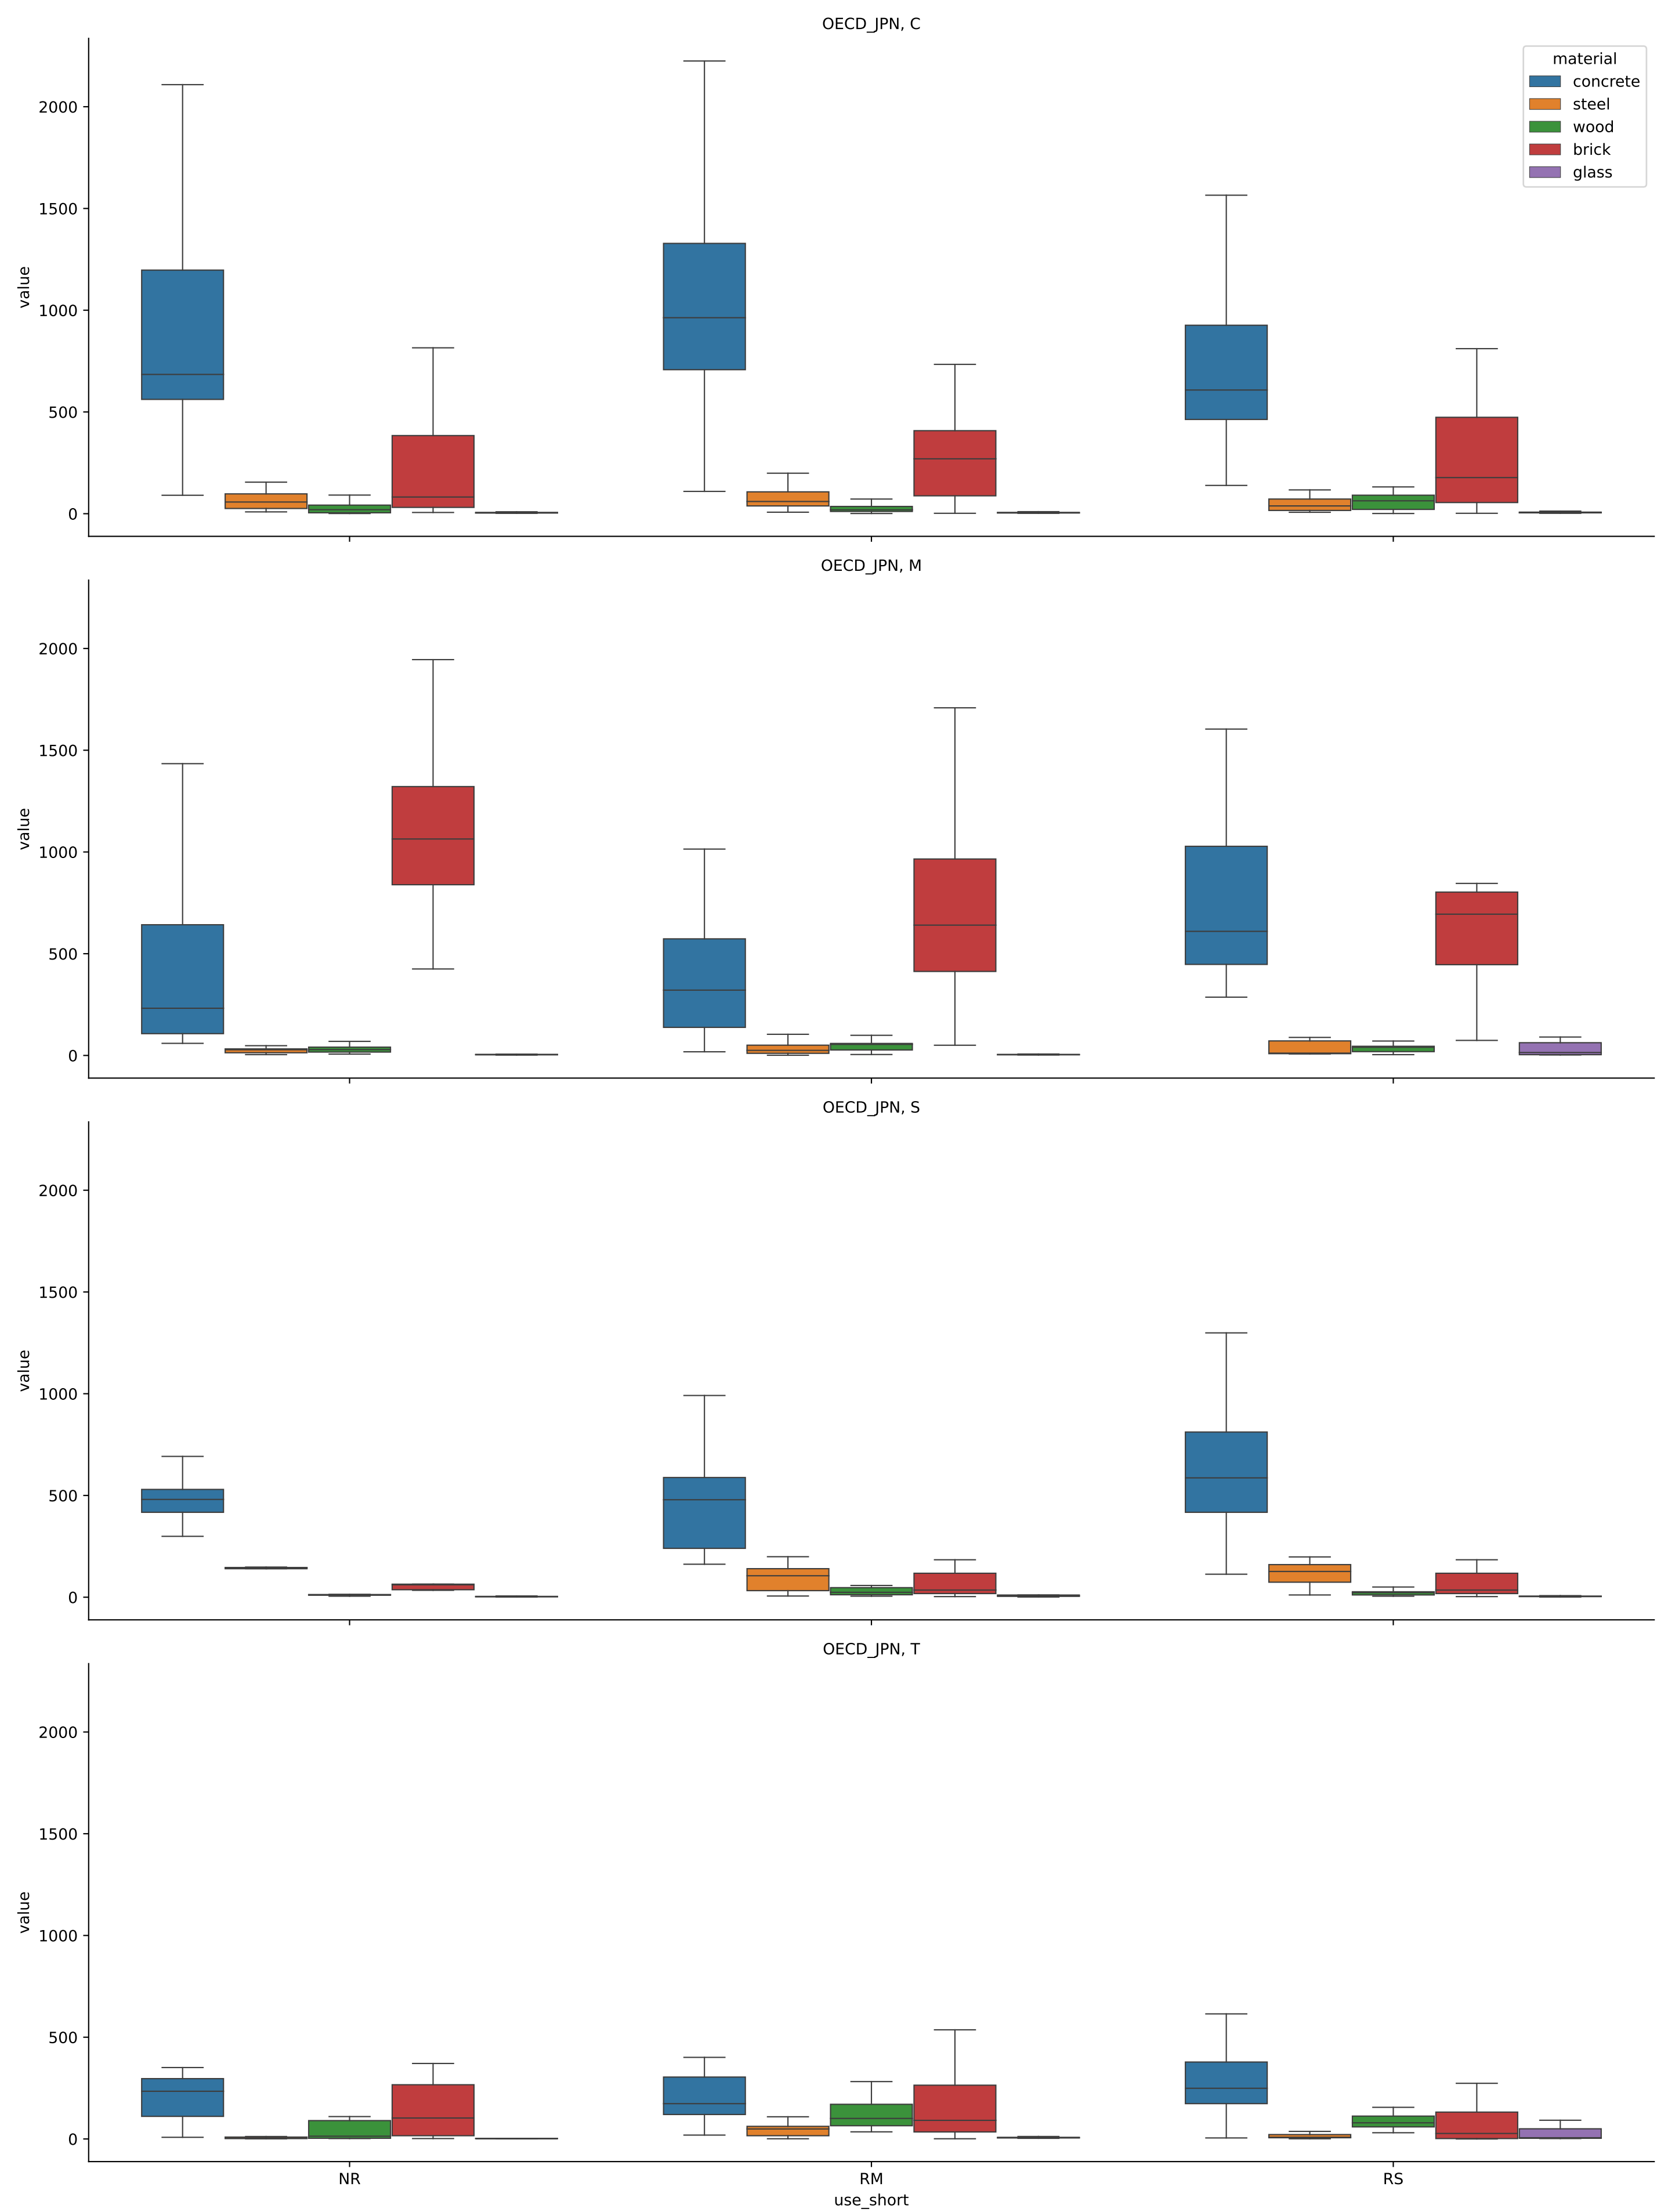 OECD_JPN, C
material
concrete
steel
wood
brick
glass
value
2000
1500
1000
500
0
OECD_JPN, M
value
2000
1500
1000
500
0
OECD_JPN, S
value
2000
1500
1000
500
0
OECD_JPN, T
value
2000
1500
1000
500
0
NR RM RS
use_short